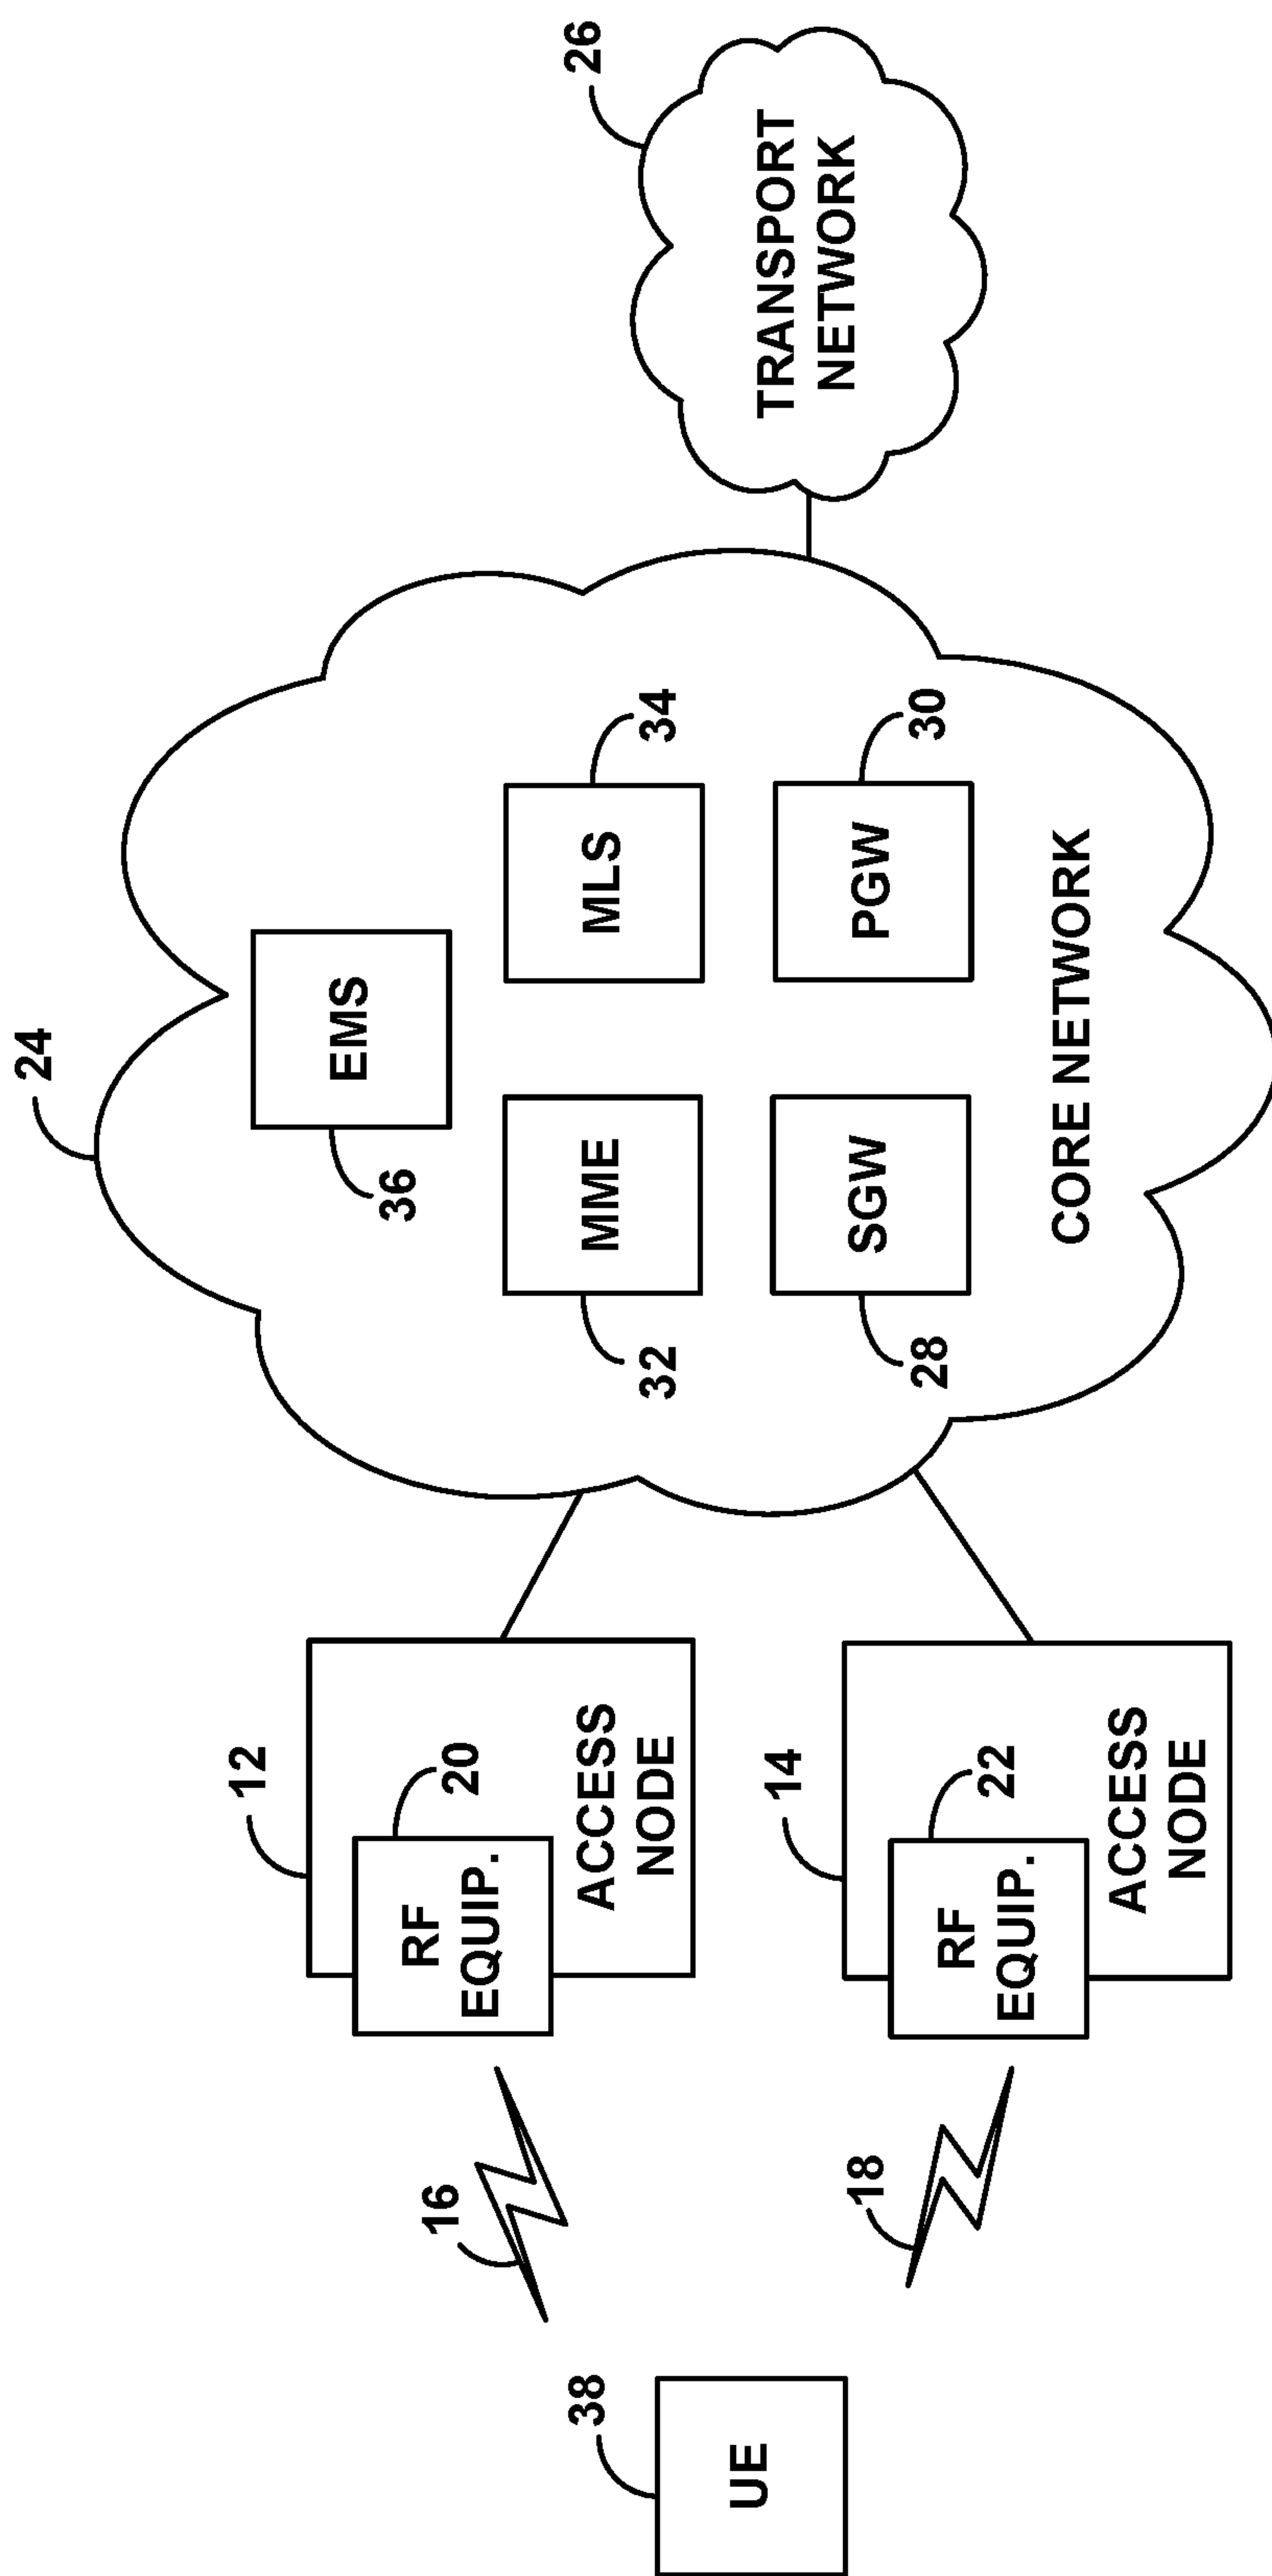 24
26
12
36
EMS
16
20
RF
EQUIP.
32
MME
MLS
34
ACCESS
NODE
38
UE
TRANSPORT
NETWORK
14
18
22
RF
EQUIP.
28
SGW
PGW
30
CORE NETWORK
ACCESS
NODE